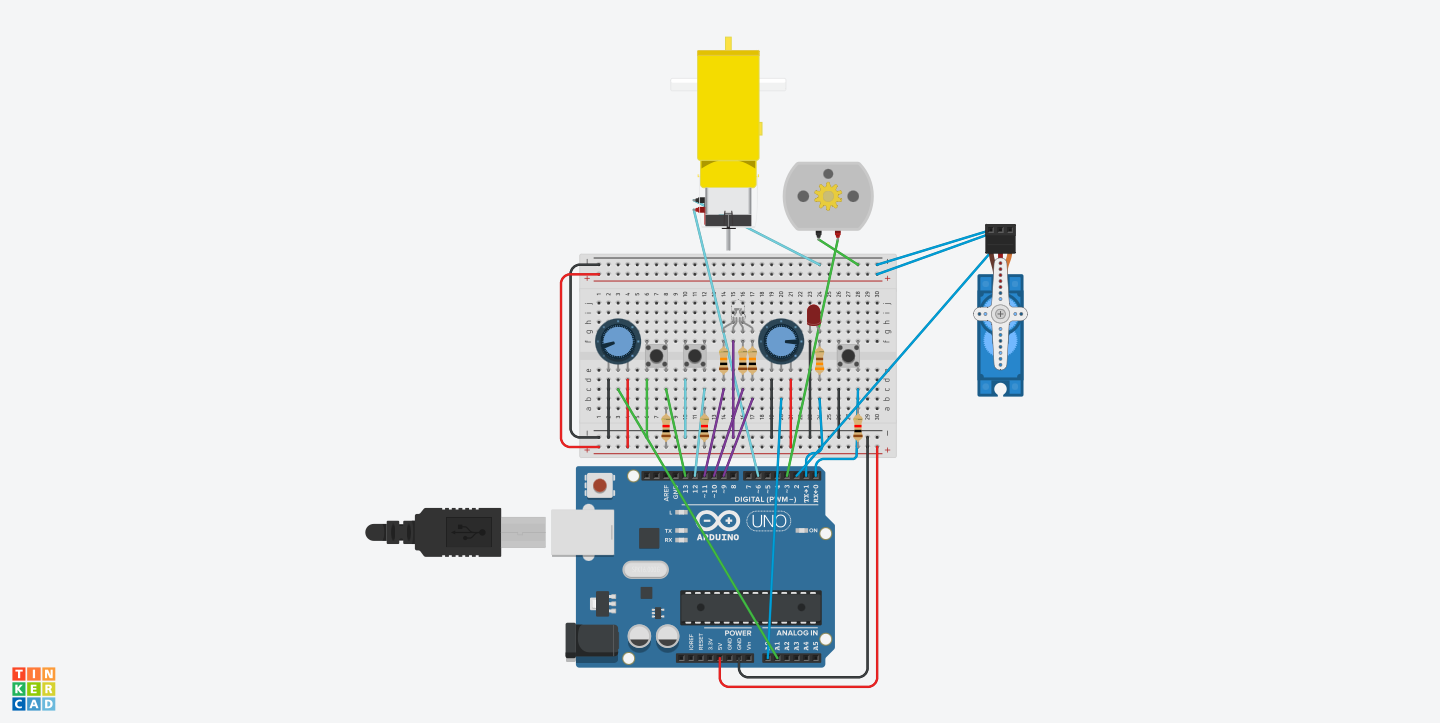 AREF
GND
13
12
~11
~10
~9
8
7
~6
~5
4
~3
2
TX→1
RX←0
DIGITAL (PWM~)
L
TX
RX
ARDUINO
UNO
ON
POWER
ANALOG IN
IOREF
RESET
3.3V
5V
GND
GND
Vin
A0
A1
A2
A3
A4
A5
TIN
KER
CAD